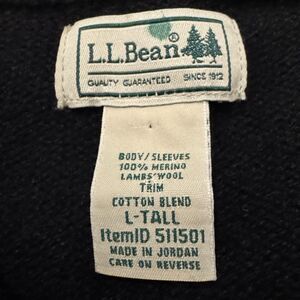 L.L.Bean®
QUALITY GUARANTEED SINCE 1912
BODY/SLEEVES
100% MERINO
LAMBS' WOOL
TRIM
COTTON BLEND
L-TALL
ItemID 511501
MADE IN JORDAN
CARE ON REVERSE